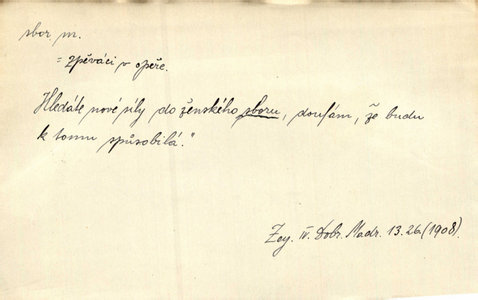 sbor m.
= zpěváci v opeře.
Hledáte nové síly do ženského sboru, doufám, že budu
k tomu způsobilá."
Zey. IV. Dobr. Madr. 13. 26 (1908).